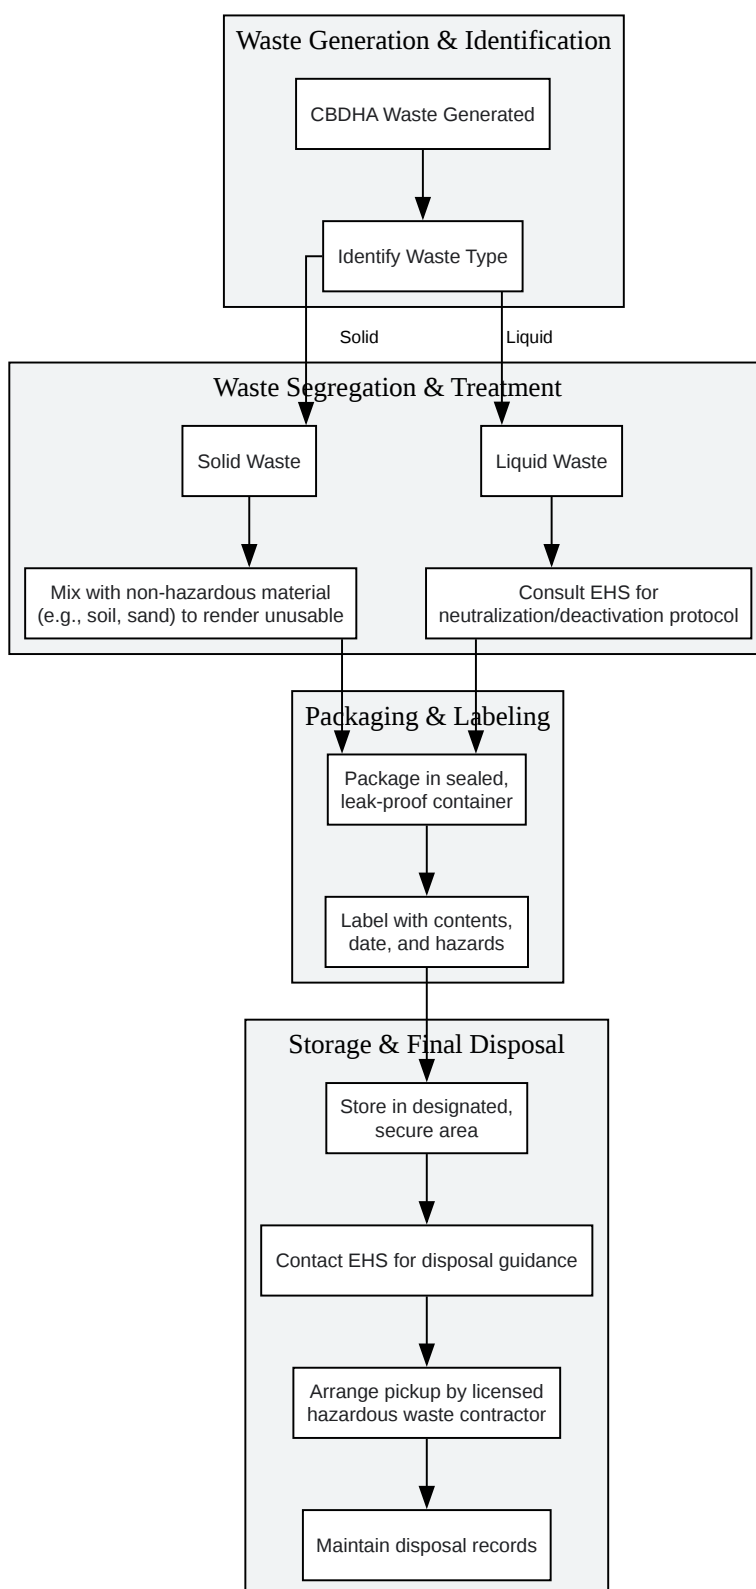 Waste Generation & Identification
CBDHA Waste Generated
Identify Waste Type
Solid
Liquid
Waste Segregation & Treatment
Solid Waste
Liquid Waste
Mix with non-hazardous material
(e.g., soil, sand) to render unusable
Consult EHS for
neutralization/deactivation protocol
Packaging & Labeling
Package in sealed,
leak-proof container
Label with contents,
date, and hazards
Storage & Final Disposal
Store in designated,
secure area
Contact EHS for disposal guidance
Arrange pickup by licensed
hazardous waste contractor
Maintain disposal records